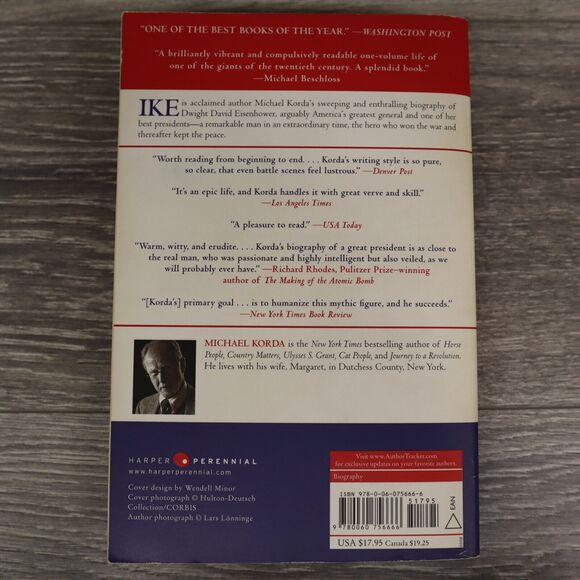 "ONE OF THE BEST BOOKS OF THE YEAR." —WASHINGTON POST
"A brilliantly vibrant and compulsively readable one-volume life of
one of the giants of the twentieth century. A splendid book."
—Michael Beschloss
IKE is acclaimed author Michael Korda's sweeping and enthralling biography of
Dwight David Eisenhower, arguably America's greatest general and one of her
best presidents—a remarkable man in an extraordinary time, the hero who won the war and
thereafter kept the peace.
"Worth reading from beginning to end. . . . Korda's writing style is so pure,
so clear, that even battle scenes feel lustrous." —Denver Post
"It's an epic life, and Korda handles it with great verve and skill."
—Los Angeles Times
"A pleasure to read." —USA Today
"Warm, witty, and erudite. . . . Korda's biography of a great president is as close to
the real man, who was passionate and highly intelligent but also veiled, as
we will probably ever have." —Richard Rhodes, Pulitzer Prize–winning
author of The Making of the Atomic Bomb
"[Korda's] primary goal . . . is to humanize this mythic figure, and he succeeds."
—New York Times Book Review
MICHAEL KORDA is the New York Times bestselling author of Horse
People, Country Matters, Ulysses S. Grant, Cat People, and Journey to a Revolution.
He lives with his wife, Margaret, in Dutchess County, New York.
HARPER PERENNIAL
www.harperperennial.com
Cover design by Wendell Minor
Cover photograph © Hulton-Deutsch
Collection/CORBIS
Author photograph © Lars Lönninge
Visit www.AuthorTracker.com
for exclusive updates on your favorite authors.
Biography
ISBN 978-0-06-075666-6
51795
EAN
9 780060 756666
USA $17.95 Canada $19.25